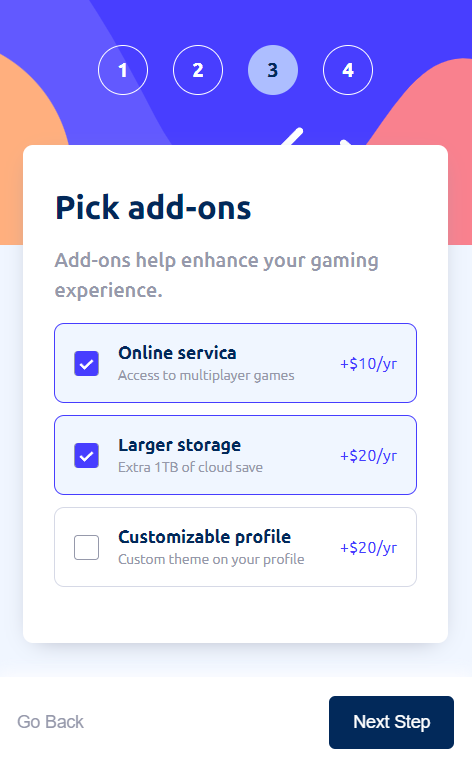 1 2 3 4
Pick add-ons
Add-ons help enhance your gaming
experience.
Online servica
+$10/yr
Access to multiplayer games
Larger storage
+$20/yr
Extra 1TB of cloud save
Customizable profile
+$20/yr
Custom theme on your profile
Go Back
Next Step